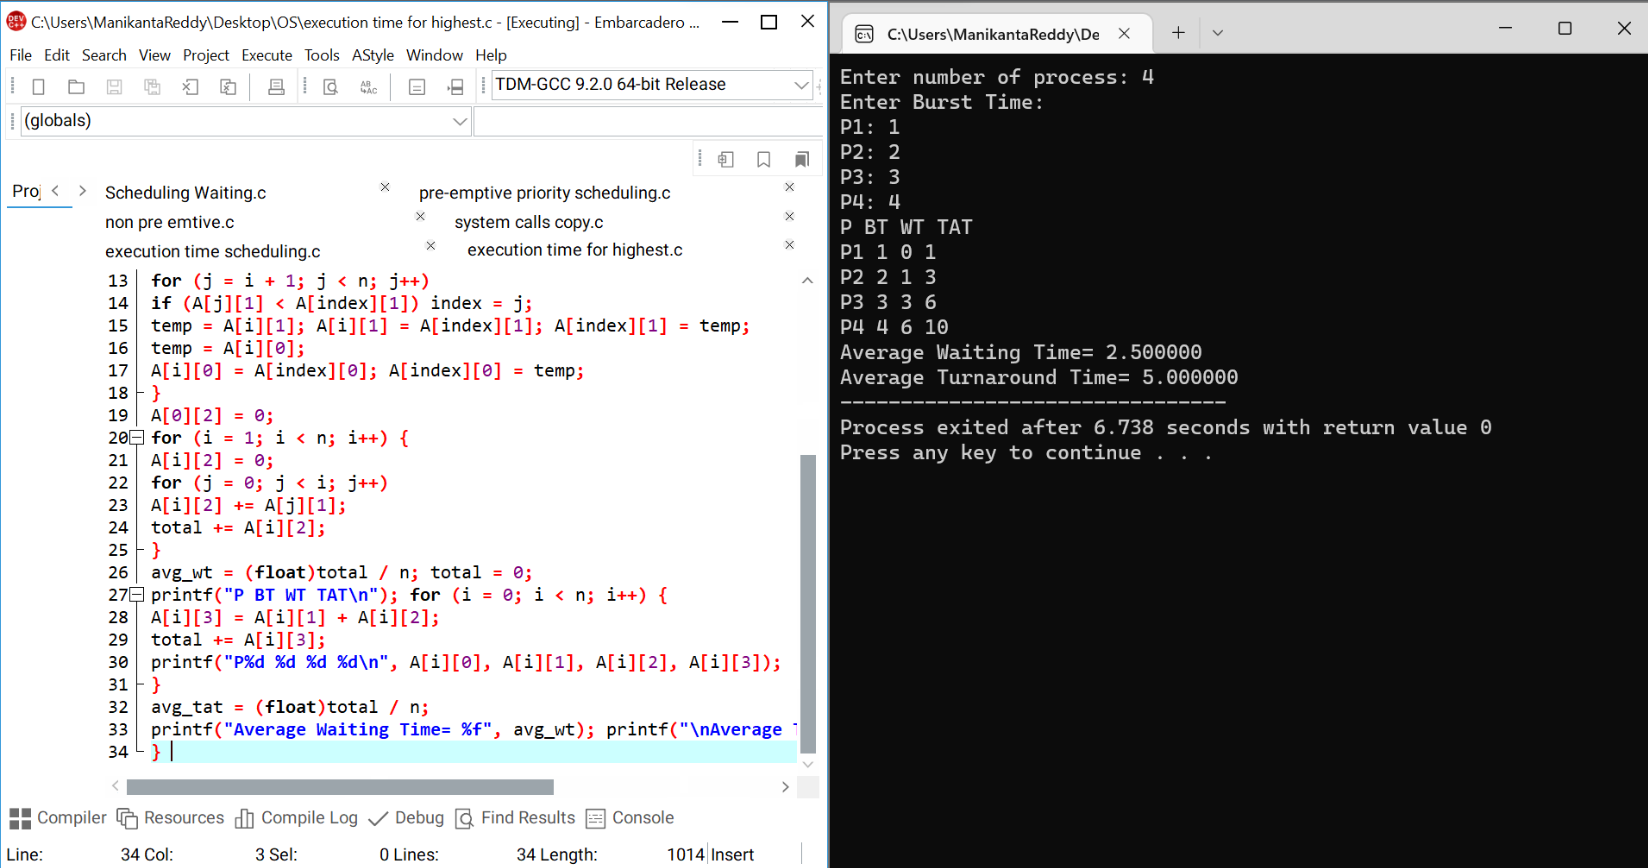 C:\Users\ManikantaReddy\Desktop\OS\execution time for highest.c - [Executing] - Embarcadero ...
File Edit Search View Project Execute Tools AStyle Window Help
TDM-GCC 9.2.0 64-bit Release
(globals)
Proj
Scheduling Waiting.c pre-emptive priority scheduling.c
non pre emtive.c system calls copy.c
execution time scheduling.c execution time for highest.c
13 for (j = i + 1; j < n; j++)
14 if (A[j][1] < A[index][1]) index = j;
15 temp = A[i][1]; A[i][1] = A[index][1]; A[index][1] = temp;
16 temp = A[i][0];
17 A[i][0] = A[index][0]; A[index][0] = temp;
18 }
19 A[0][2] = 0;
20 for (i = 1; i < n; i++) {
21 A[i][2] = 0;
22 for (j = 0; j < i; j++)
23 A[i][2] += A[j][1];
24 total += A[i][2];
25 }
26 avg_wt = (float)total / n; total = 0;
27 printf("P BT WT TAT\n"); for (i = 0; i < n; i++) {
28 A[i][3] = A[i][1] + A[i][2];
29 total += A[i][3];
30 printf("P%d %d %d %d\n", A[i][0], A[i][1], A[i][2], A[i][3]);
31 }
32 avg_tat = (float)total / n;
33 printf("Average Waiting Time= %f", avg_wt); printf("\nAverage
34 }
Compiler Resources Compile Log Debug Find Results Console
Line: 34 Col: 3 Sel: 0 Lines: 34 Length: 1014 Insert
C:\Users\ManikantaReddy\De
Enter number of process: 4
Enter Burst Time:
P1: 1
P2: 2
P3: 3
P4: 4
P BT WT TAT
P1 1 0 1
P2 2 1 3
P3 3 3 6
P4 4 6 10
Average Waiting Time= 2.500000
Average Turnaround Time= 5.000000
--------------------------------
Process exited after 6.738 seconds with return value 0
Press any key to continue . . .